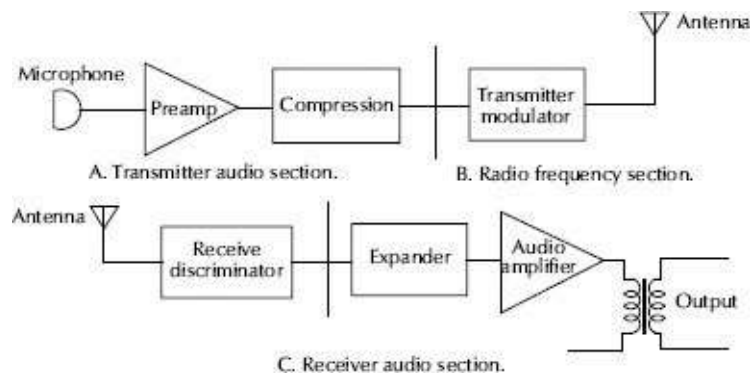 Antenna
Microphone
Preamp
Compression
Transmitter
modulator
A. Transmitter audio section.
B. Radio frequency section.
Antenna
Receive
discriminator
Expander
Audio
amplifier
Output
C. Receiver audio section.